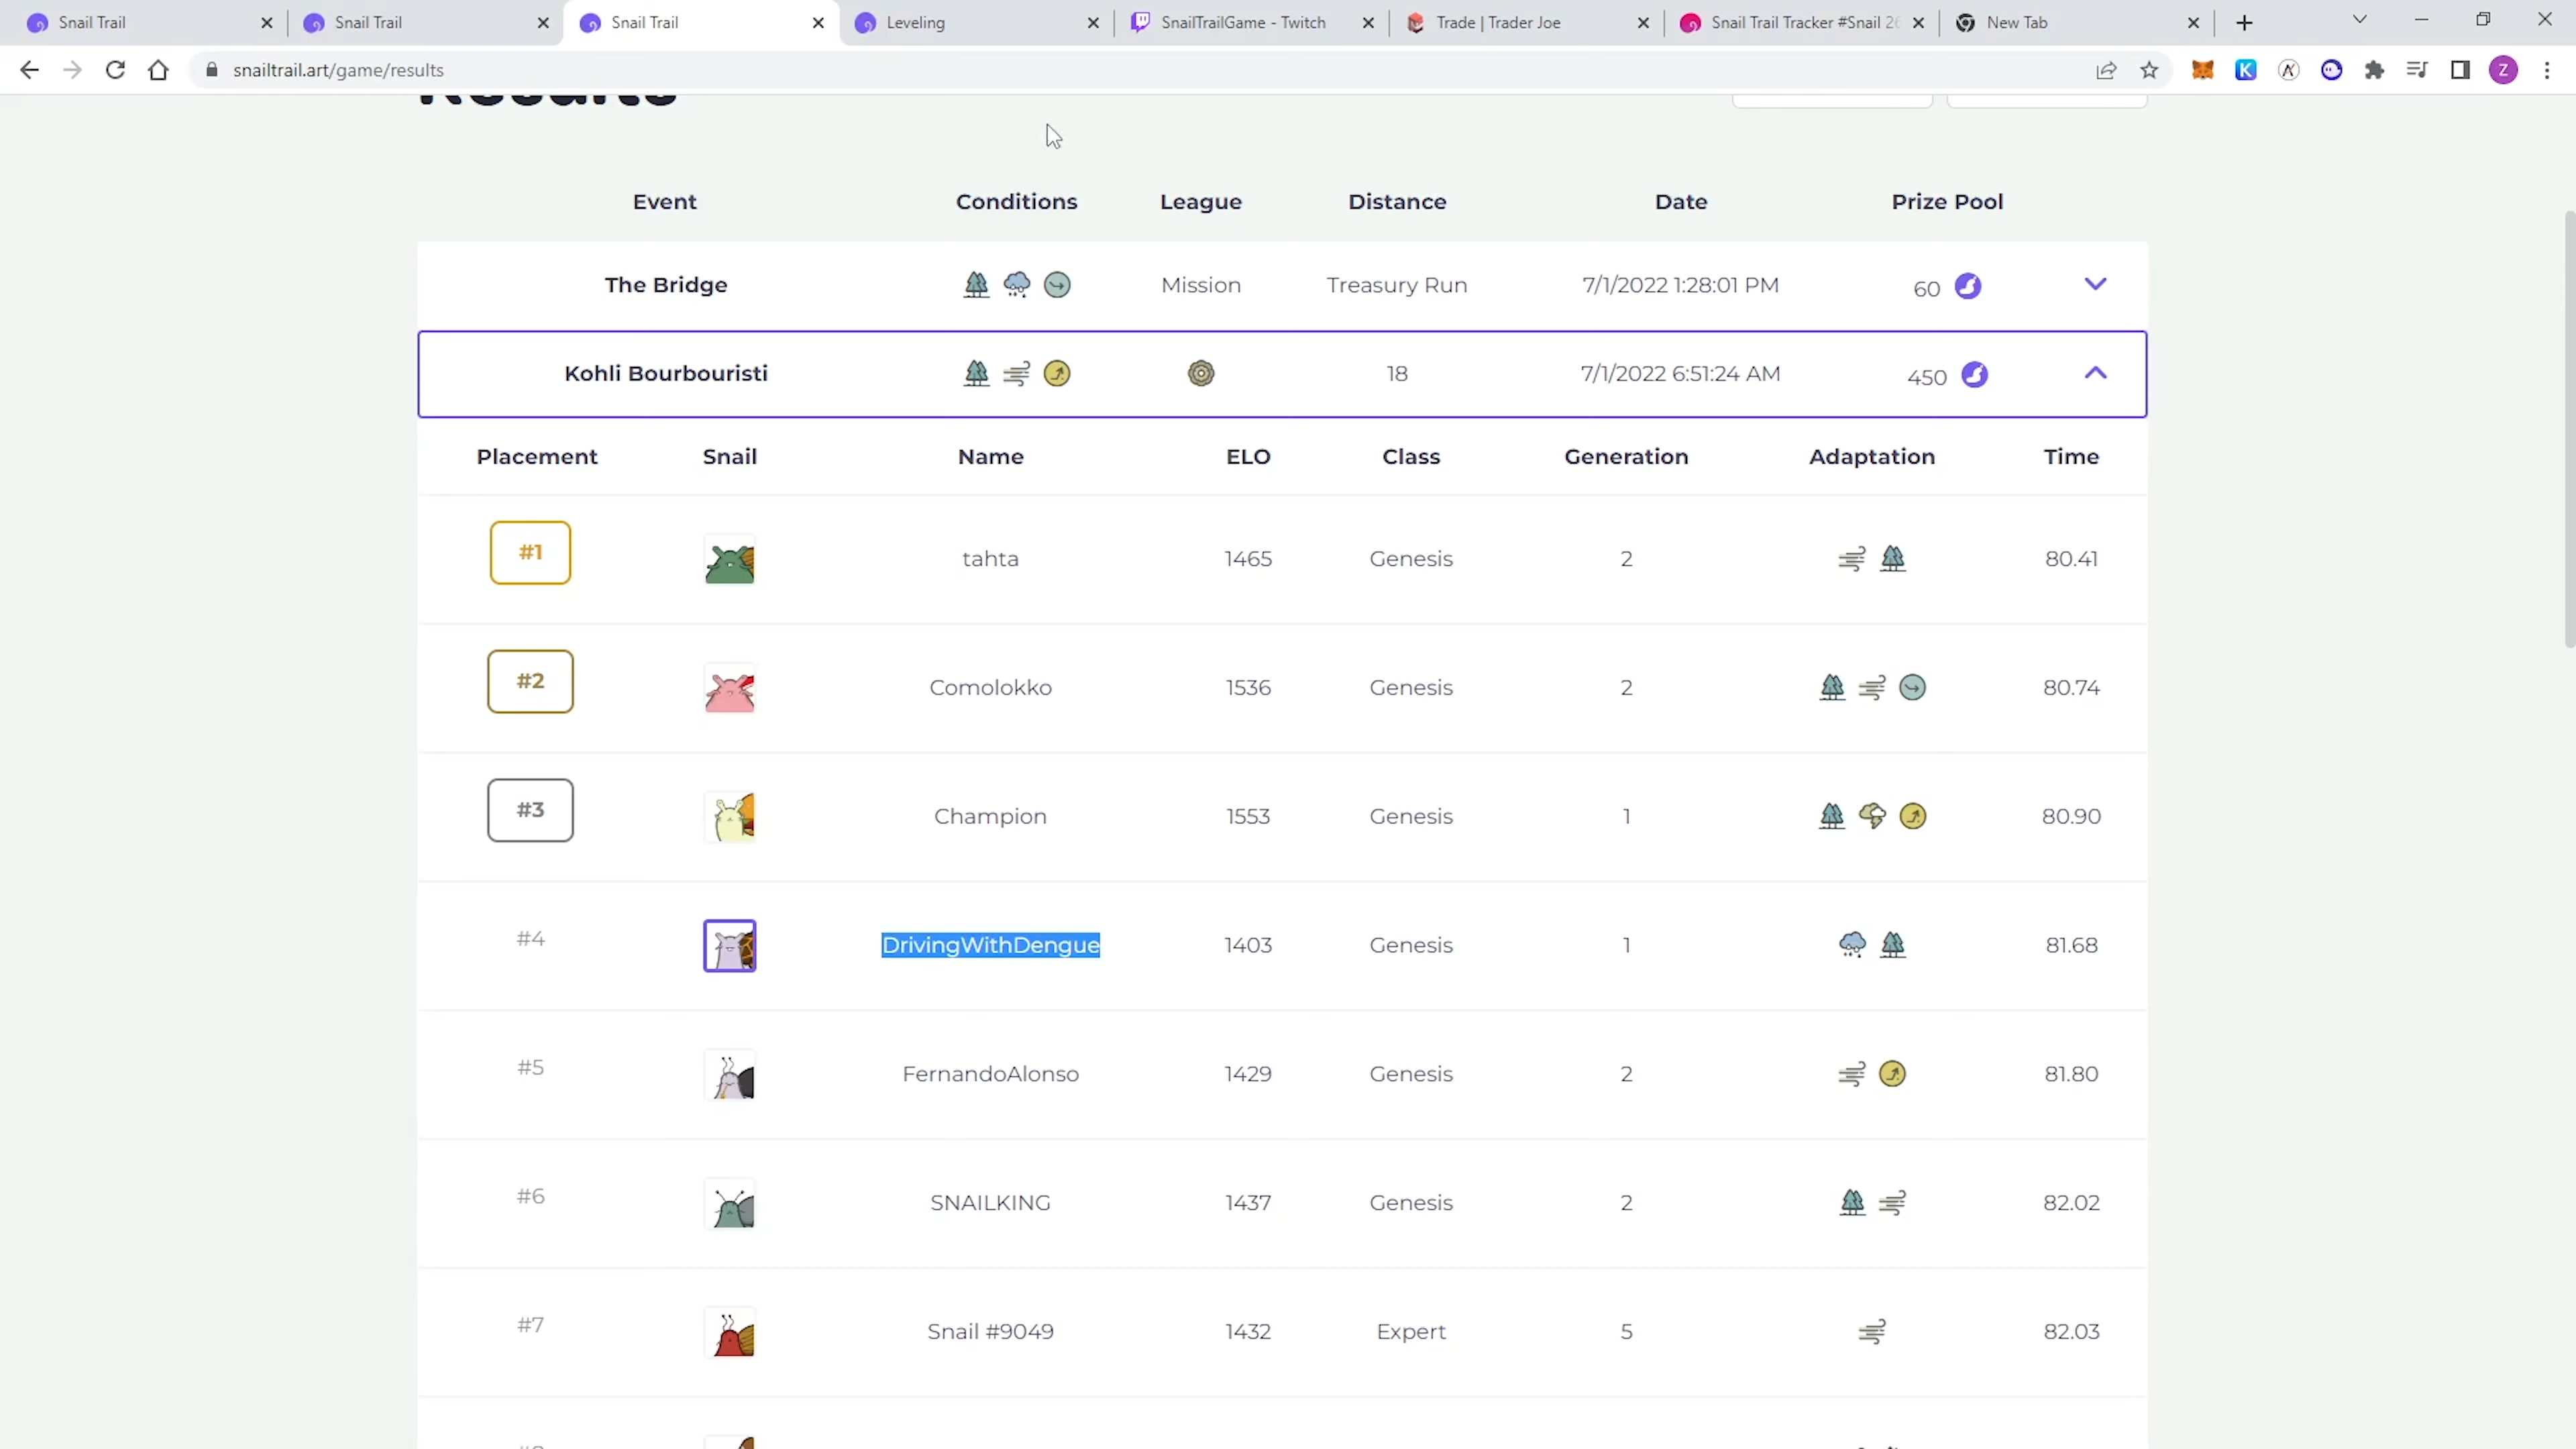 Snail Trail
Snail Trail
Snail Trail
Leveling
SnailTrailGame - Twitch
Trade | Trader Joe
Snail Trail Tracker #Snail 26
New Tab
snailtrail.art/game/results
Z
Results
Event Conditions League Distance Date Prize Pool
The Bridge Mission Treasury Run 7/1/2022 1:28:01 PM 60
Kohli Bourbouristi 18 7/1/2022 6:51:24 AM 450
Placement Snail Name ELO Class Generation Adaptation Time
#1 tahta 1465 Genesis 2 80.41
#2 Comolokko 1536 Genesis 2 80.74
#3 Champion 1553 Genesis 1 80.90
#4 DrivingWithDengue 1403 Genesis 1 81.68
#5 FernandoAlonso 1429 Genesis 2 81.80
#6 SNAILKING 1437 Genesis 2 82.02
#7 Snail #9049 1432 Expert 5 82.03